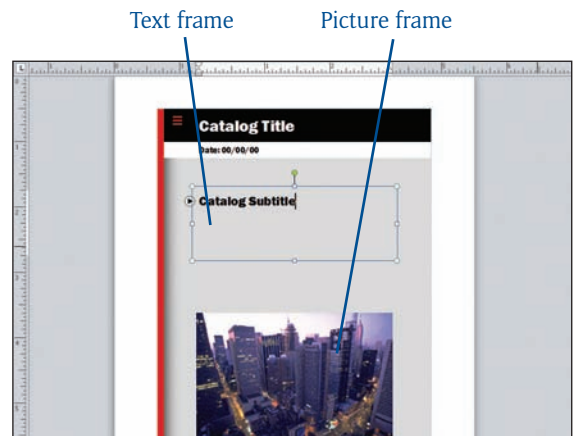 Text frame Picture frame
Catalog Title
Date: 00/00/00
Catalog Subtitle